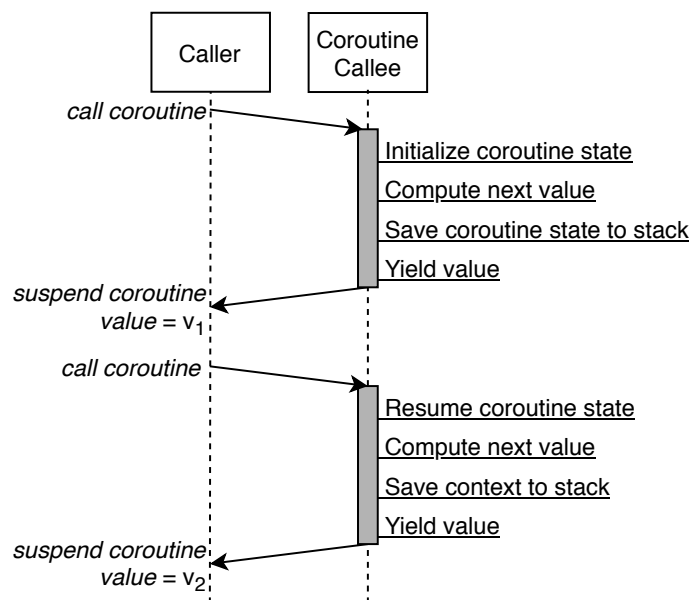 Caller
Coroutine
Callee
call coroutine
Initialize coroutine state
Compute next value
Save coroutine state to stack
Yield value
suspend coroutine
value = v₁
call coroutine
Resume coroutine state
Compute next value
Save context to stack
Yield value
suspend coroutine
value = v₂